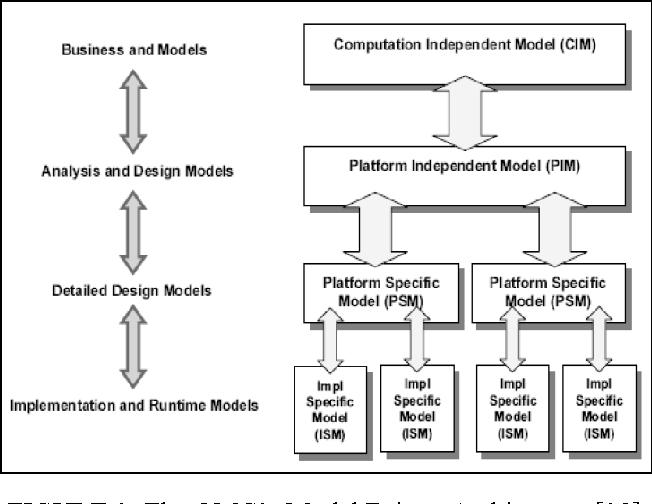 Business and Models
Computation Independent Model (CIM)
Analysis and Design Models
Platform Independent Model (PIM)
Detailed Design Models
Platform Specific
Model (PSM)
Platform Specific
Model (PSM)
Implementation and Runtime Models
Impl
Specific
Model
(ISM)
Impl
Specific
Model
(ISM)
Impl
Specific
Model
(ISM)
Impl
Specific
Model
(ISM)